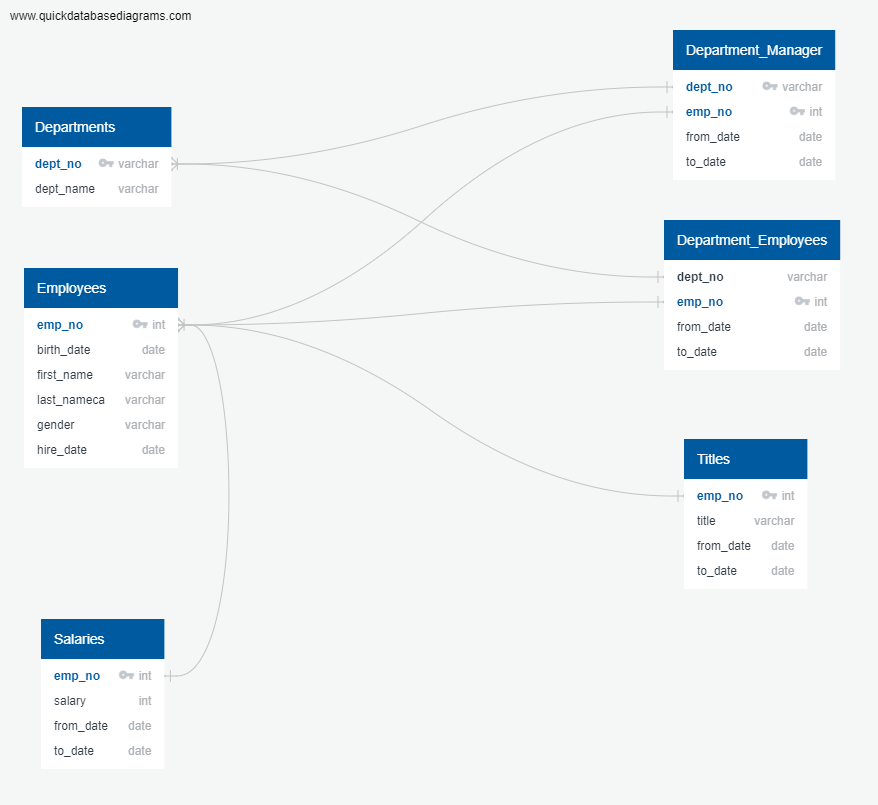 www.quickdatabasediagrams.com
Department_Manager
dept_no varchar
emp_no int
from_date date
to_date date
Departments
dept_no varchar
dept_name varchar
Department_Employees
dept_no varchar
emp_no int
from_date date
to_date date
Employees
emp_no int
birth_date date
first_name varchar
last_nameca varchar
gender varchar
hire_date date
Titles
emp_no int
title varchar
from_date date
to_date date
Salaries
emp_no int
salary int
from_date date
to_date date